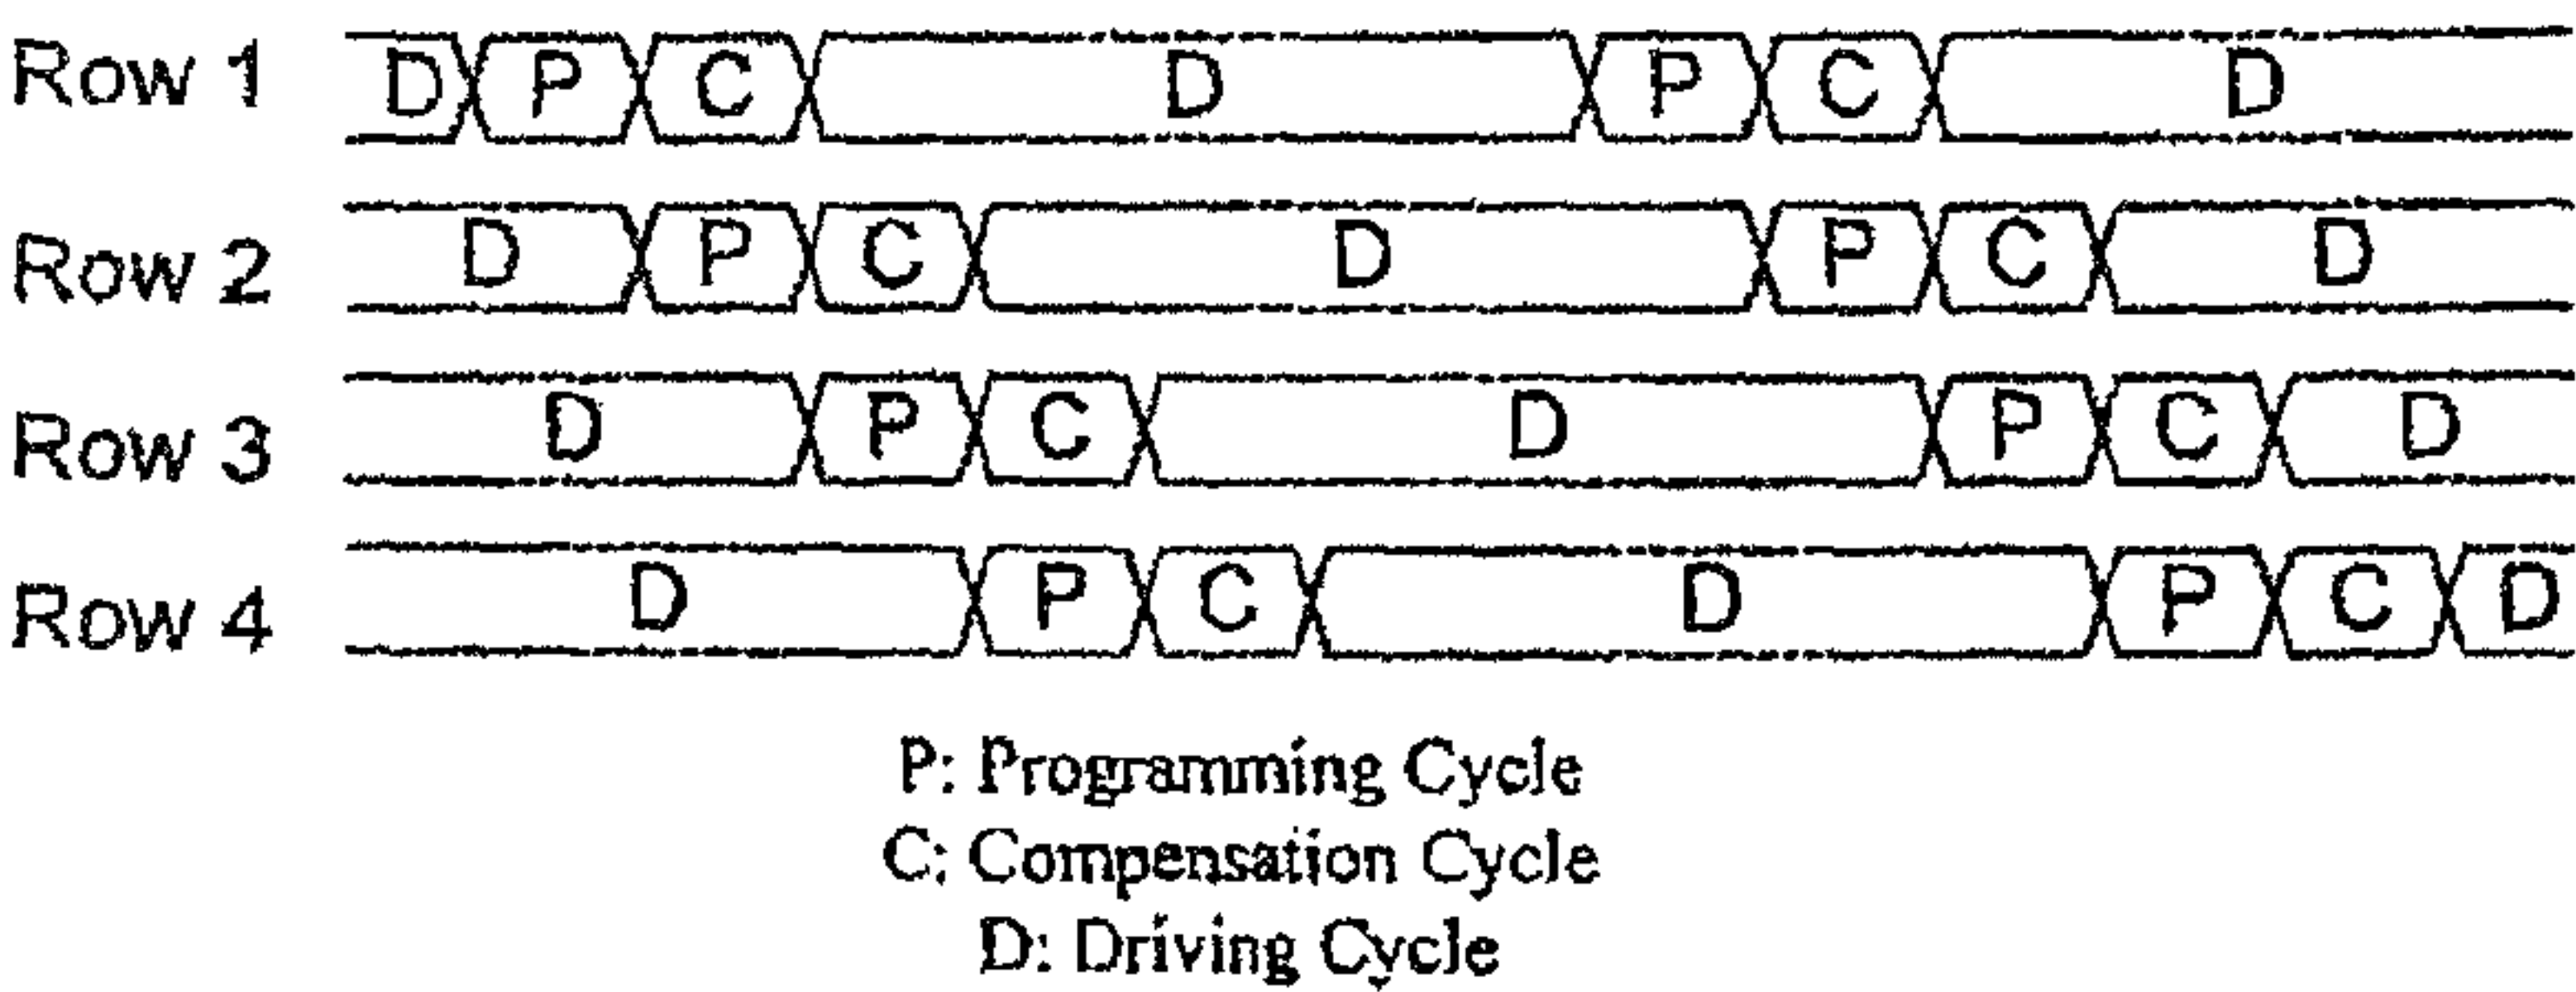 Row 1 D P C D P C D
Row 2 D P C D P C D
Row 3 D P C D P C D
Row 4 D P C D P C D
P: Programming Cycle
C: Compensation Cycle
D: Driving Cycle